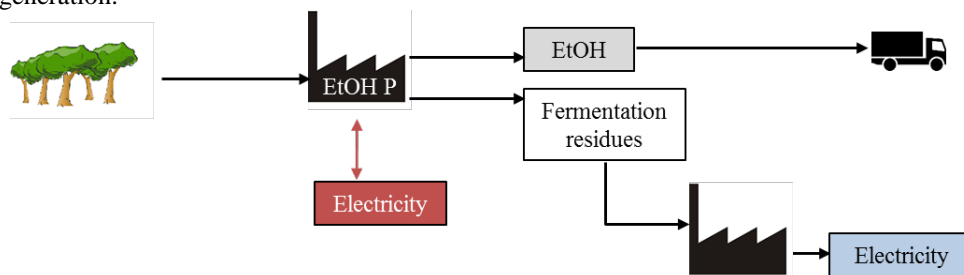 generation.
EtOH
EtOH P
Fermentation
residues
Electricity
Electricity